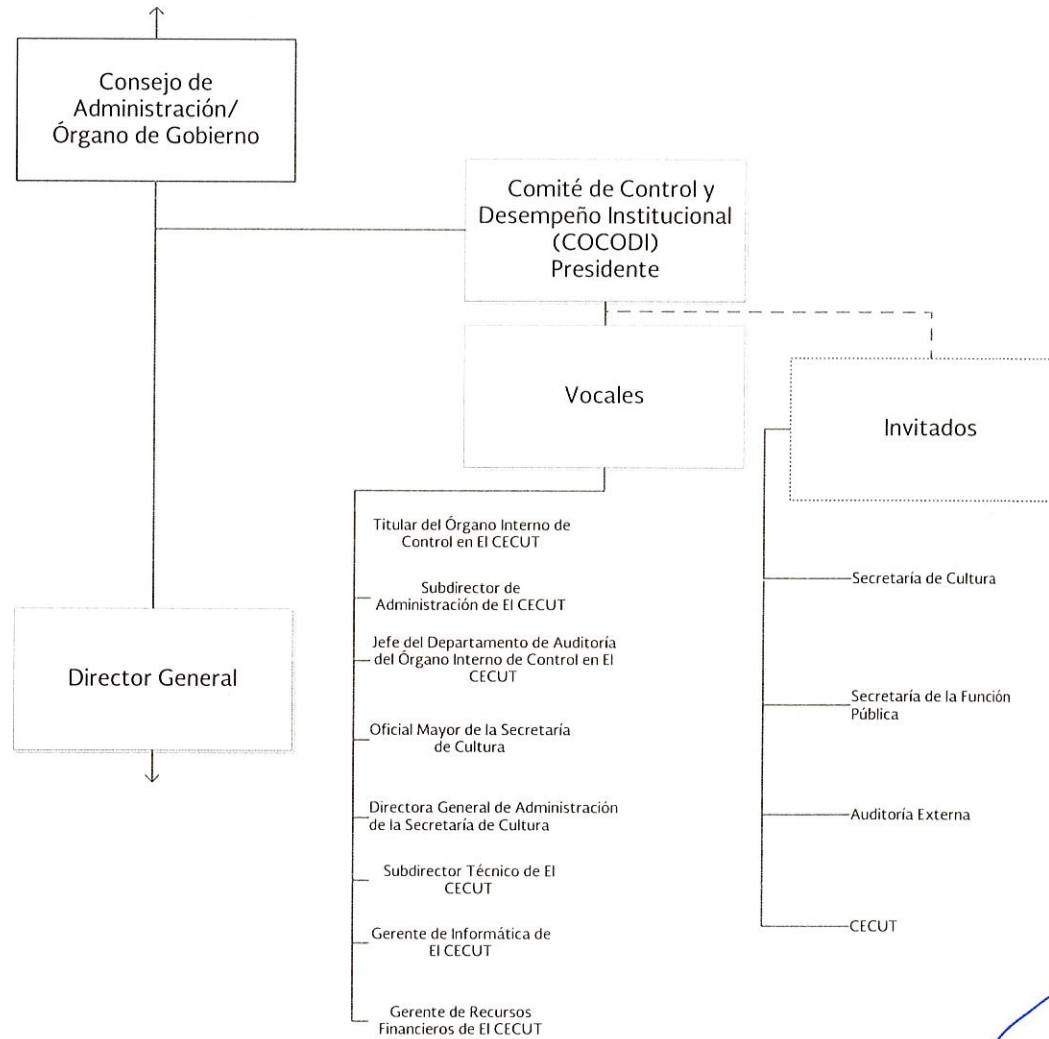 Consejo de
Administración/
Órgano de Gobierno
Comité de Control y
Desempeño Institucional
(COCODI)
Presidente
Vocales
Invitados
Titular del Órgano Interno de
Control en El CECUT
Subdirector de
Administración de El CECUT
Jefe del Departamento de Auditoría
del Órgano Interno de Control en El
CECUT
Oficial Mayor de la Secretaría
de Cultura
Directora General de Administración
de la Secretaría de Cultura
Subdirector Técnico de El
CECUT
Gerente de Informática de
El CECUT
Gerente de Recursos
Financieros de El CECUT
Secretaría de Cultura
Secretaría de la Función
Pública
Auditoría Externa
CECUT
Director General